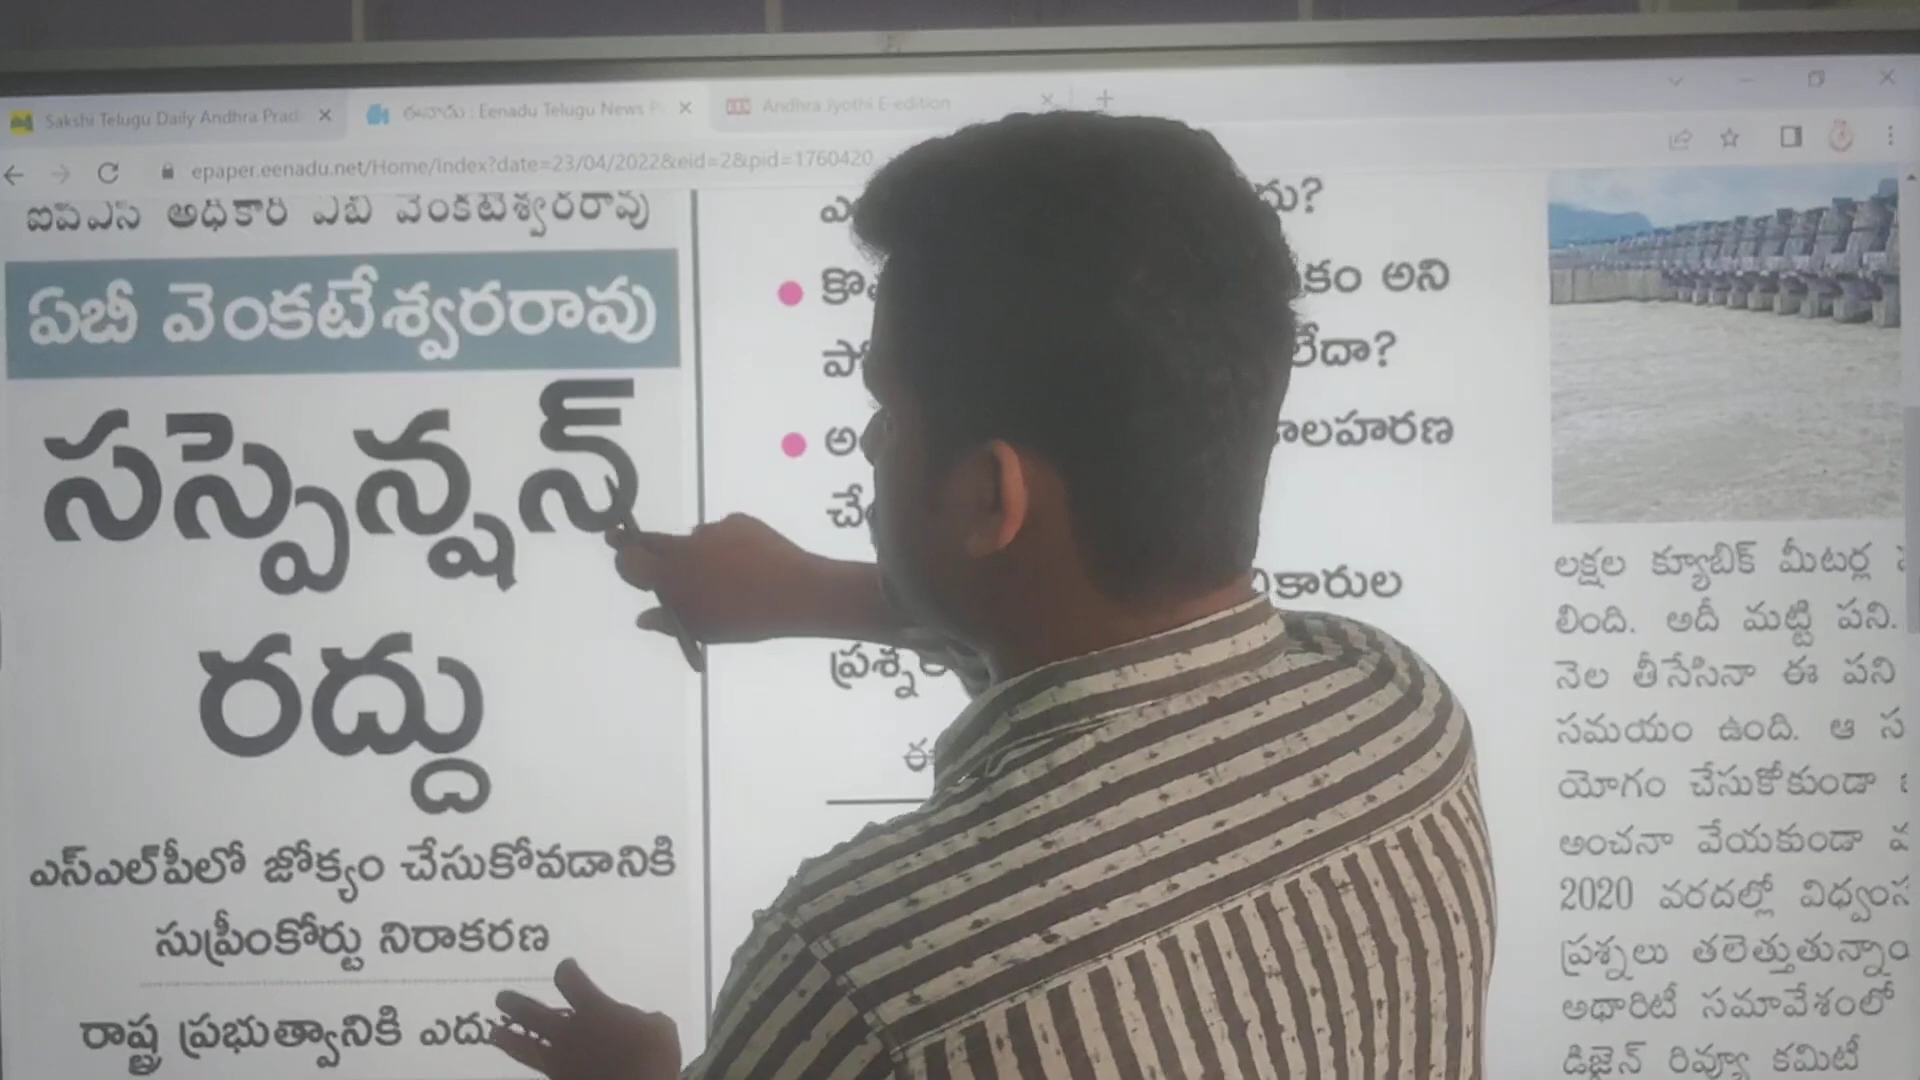 Sakshi Telugu Daily Andhra Prad
ఈనాడు : Eenadu Telugu News P
Andhra Jyothi E-edition
epaper.eenadu.net/Home/Index?date=23/04/2022&eid=2&pid=1760420
ఐపీఎస్ అధికారి ఏబీ వెంకటేశ్వరరావు
ఏబీ వెంకటేశ్వరరావు
సస్పెన్షన్
రద్దు
ఎస్ఎల్‌పీలో జోక్యం చేసుకోవడానికి
సుప్రీంకోర్టు నిరాకరణ
రాష్ట్ర ప్రభుత్వానికి
అని
లేదా?
లక్షల క్యూబిక్ మీటర్ల
లింది. అదీ మట్టి పని.
నెల తీసేసినా ఈ పని
సమయం ఉంది. ఆ స
యోగం చేసుకోకుండా
అంచనా వేయకుండా
2020 వరదల్లో విధ్వంస
ప్రశ్నలు తలెత్తుతున్నాం
అథారిటీ సమావేశంలో
డిజైన్ రివ్యూ కమిటీ